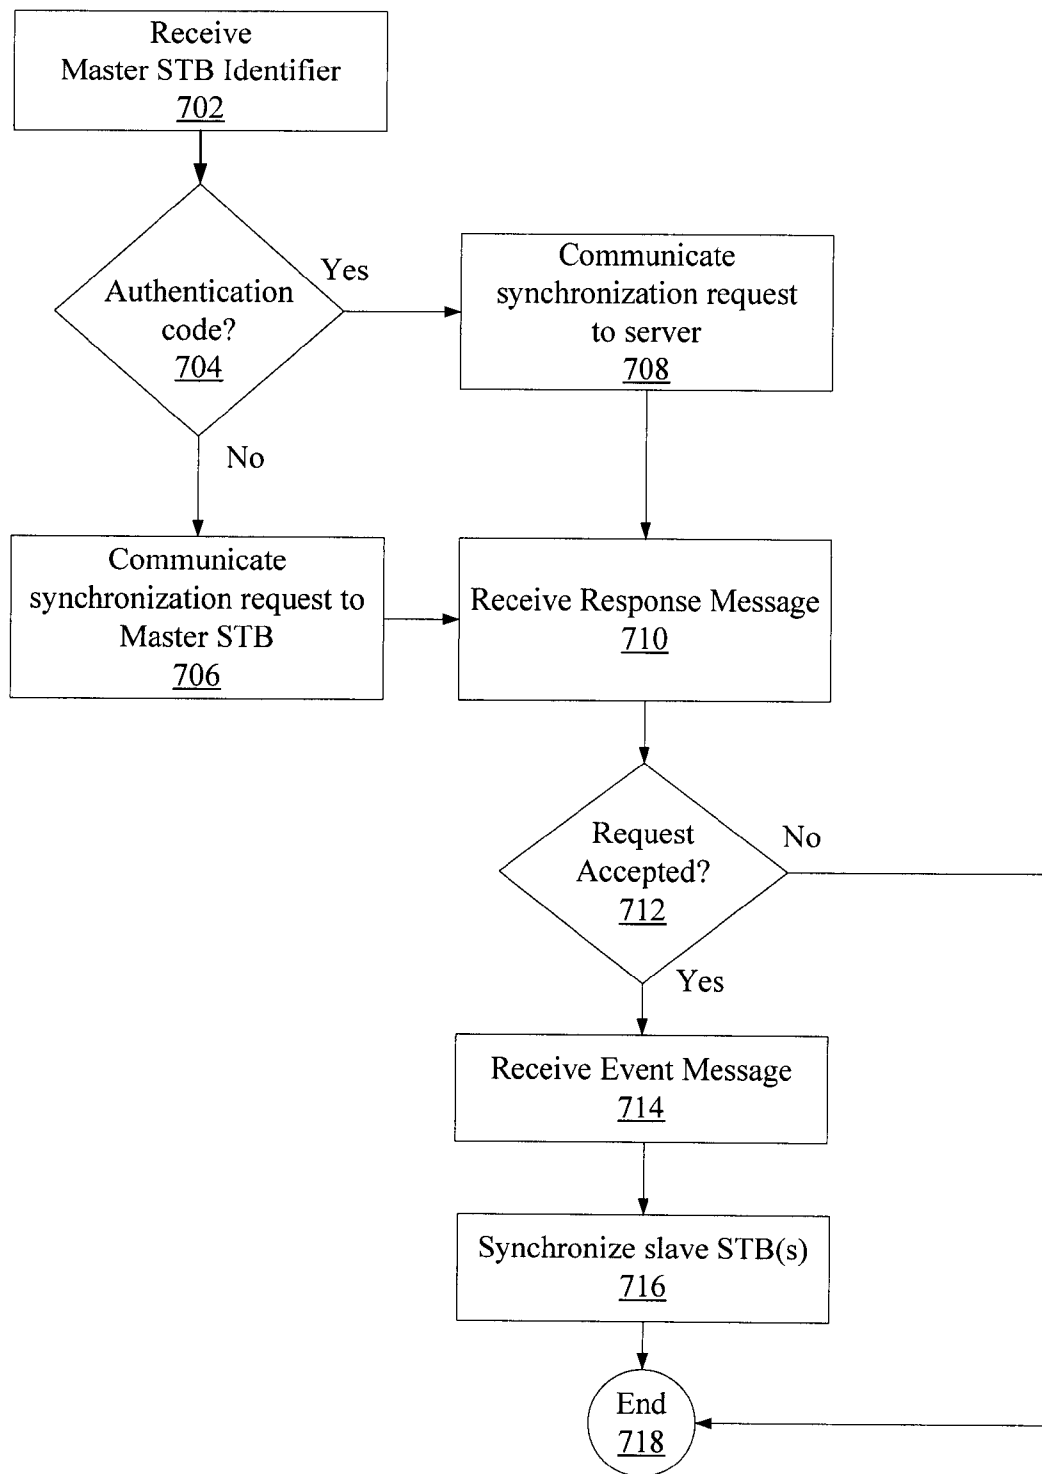 Receive
Master STB Identifier
702
Authentication
code?
704
Yes
No
Communicate
synchronization request
to server
708
Communicate
synchronization request to
Master STB
706
Receive Response Message
710
Request
Accepted?
712
No
Yes
Receive Event Message
714
Synchronize slave STB(s)
716
End
718